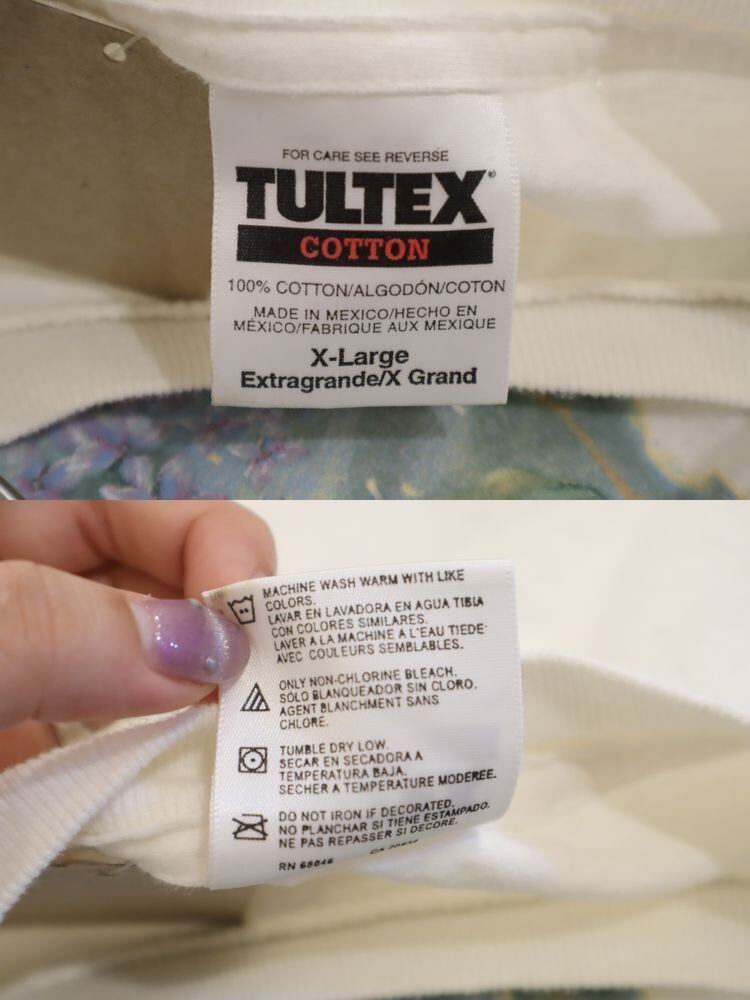 FOR CARE SEE REVERSE
TULTEX®
COTTON
100% COTTON/ALGODÓN/COTON
MADE IN MEXICO/HECHO EN
MÉXICO/FABRIQUE AUX MEXIQUE
X-Large
Extragrande/X Grand
MACHINE WASH WARM WITH LIKE
COLORS.
LAVAR EN LAVADORA EN AGUA TIBIA
CON COLORES SIMILARES.
LAVER A LA MACHINE A L'EAU TIEDE
AVEC COULEURS SEMBLABLES.
ONLY NON-CHLORINE BLEACH.
SÓLO BLANQUEADOR SIN CLORO.
AGENT BLANCHMENT SANS
CHLORE.
TUMBLE DRY LOW.
SECAR EN SECADORA A
TEMPERATURA BAJA.
SECHER A TEMPERATURE MODEREE.
DO NOT IRON IF DECORATED.
NO PLANCHAR SI TIENE ESTAMPADO.
NE PAS REPASSER SI DECORE.
RN 68646 CA